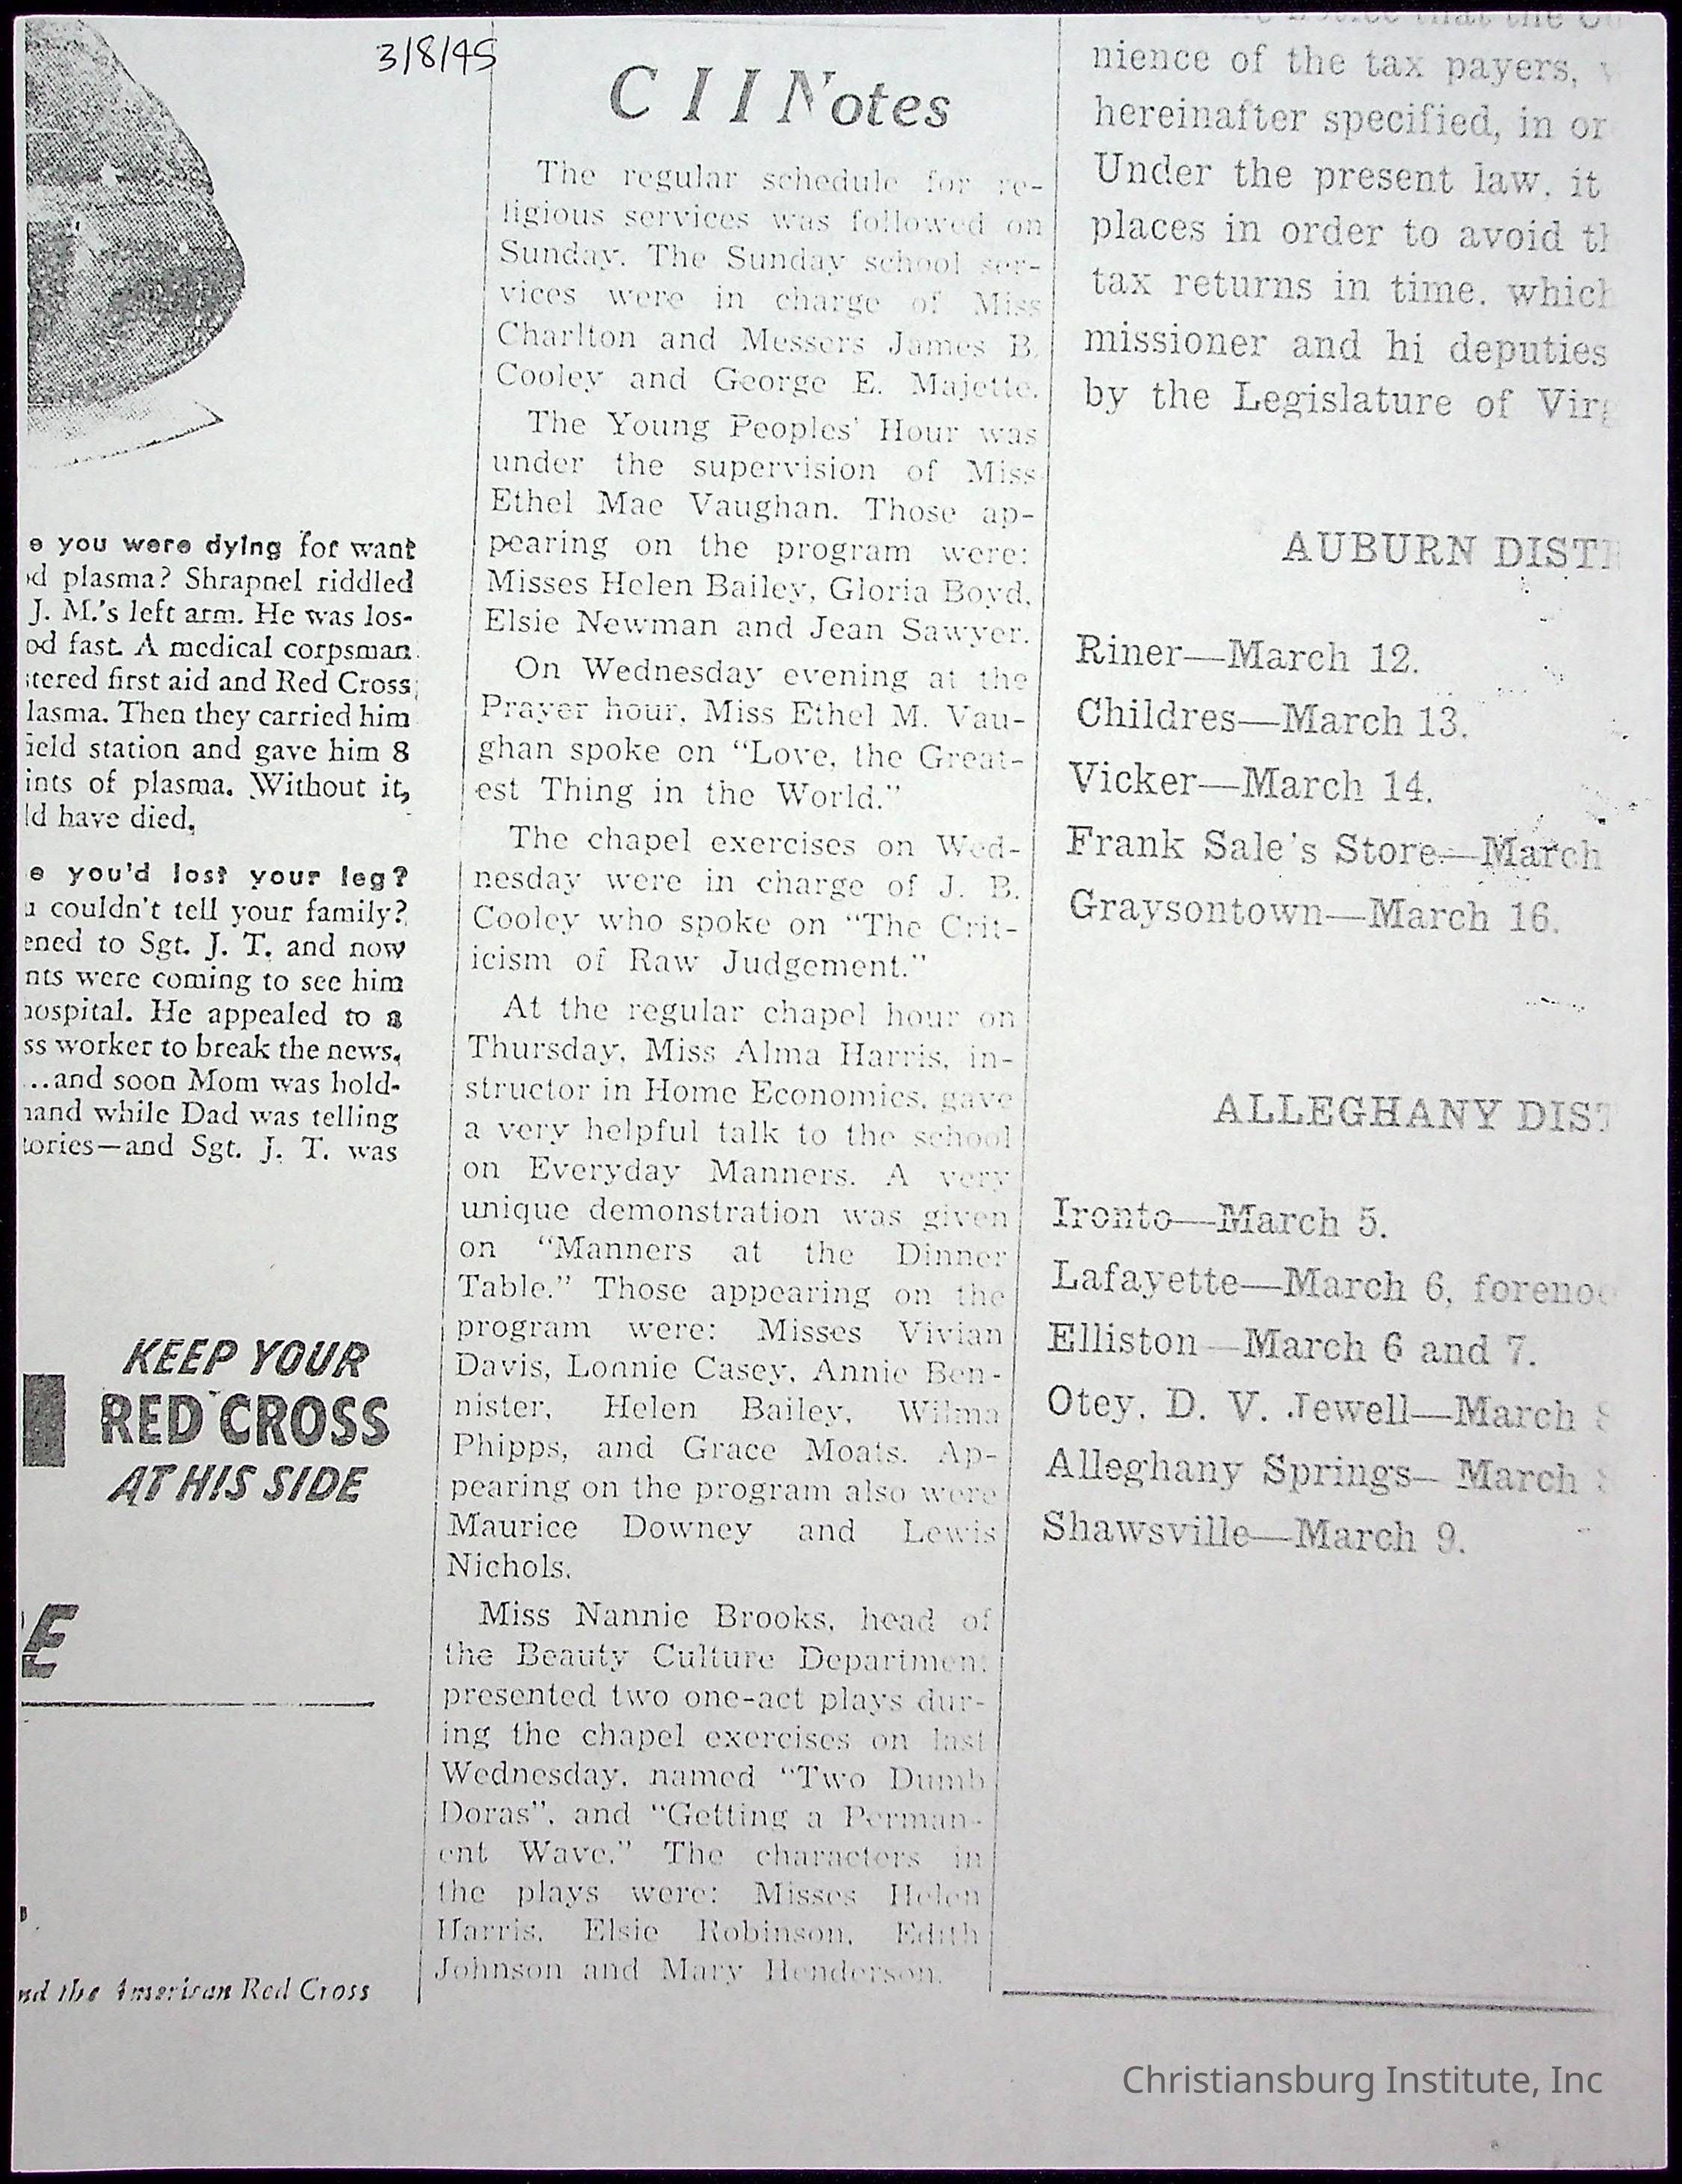 3/8/45
e you were dying for want
d plasma? Shrapnel riddled
J. M.'s left arm. He was los-
od fast. A medical corpsman
tered first aid and Red Cross
lasma. Then they carried him
ield station and gave him 8
ints of plasma. Without it,
ld have died.
e you'd lost your leg?
u couldn't tell your family?
ened to Sgt. J. T. and now
nts were coming to see him
hospital. He appealed to a
ss worker to break the news.
...and soon Mom was hold-
hand while Dad was telling
tories—and Sgt. J. T. was
KEEP YOUR
RED CROSS
AT HIS SIDE
E
nd the American Red Cross
C I I Notes
The regular schedule for re-
ligious services was followed on
Sunday. The Sunday school ser-
vices were in charge of Miss
Charlton and Messers James B.
Cooley and George E. Majette.
The Young Peoples' Hour was
under the supervision of Miss
Ethel Mae Vaughan. Those ap-
pearing on the program were:
Misses Helen Bailey, Gloria Boyd,
Elsie Newman and Jean Sawyer.
On Wednesday evening at the
Prayer hour, Miss Ethel M. Vau-
ghan spoke on “Love, the Great-
est Thing in the World.”
The chapel exercises on Wed-
nesday were in charge of J. B.
Cooley who spoke on “The Crit-
icism of Raw Judgement.”
At the regular chapel hour on
Thursday, Miss Alma Harris, in-
structor in Home Economics, gave
a very helpful talk to the school
on Everyday Manners. A very
unique demonstration was given
on “Manners at the Dinner
Table.” Those appearing on the
program were: Misses Vivian
Davis, Lonnie Casey, Annie Ben-
nister, Helen Bailey, Wilma
Phipps, and Grace Moats. Ap-
pearing on the program also were
Maurice Downey and Lewis
Nichols.
Miss Nannie Brooks, head of
the Beauty Culture Department
presented two one-act plays dur-
ing the chapel exercises on last
Wednesday, named “Two Dumb
Doras”, and “Getting a Perman-
ent Wave.” The characters in
the plays were: Misses Helen
Harris, Elsie Robinson, Edith
Johnson and Mary Henderson.
notice that the
nience of the tax payers,
hereinafter specified, in or
Under the present law, it
places in order to avoid th
tax returns in time, which
missioner and hi deputies
by the Legislature of Virg
AUBURN DISTR
Riner—March 12.
Childres—March 13.
Vicker—March 14.
Frank Sale's Store—March
Graysontown—March 16.
ALLEGHANY DIST
Ironto—March 5.
Lafayette—March 6, forenoo
Elliston—March 6 and 7.
Otey, D. V. Jewell—March
Alleghany Springs—March
Shawsville—March 9.
Christiansburg Institute, Inc